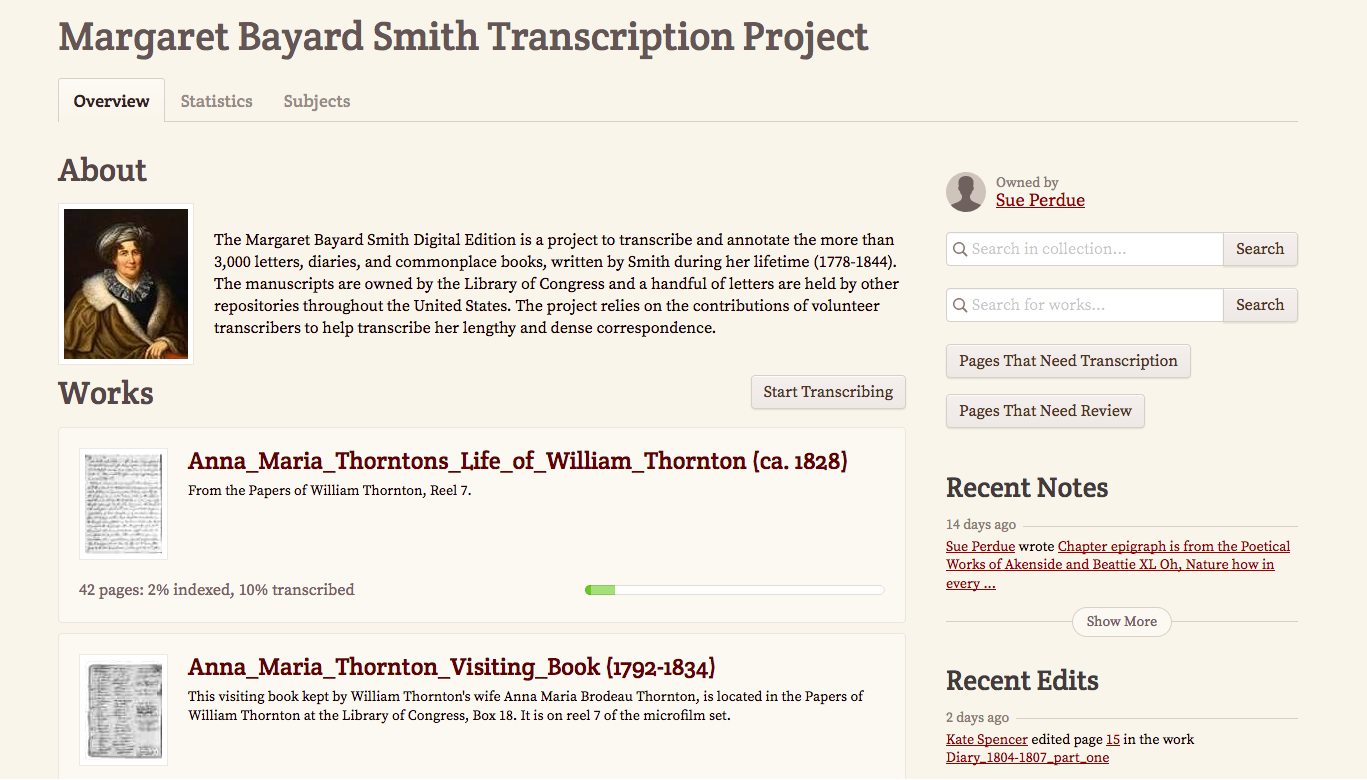 Margaret Bayard Smith Transcription Project
Overview
Statistics
Subjects
About
The Margaret Bayard Smith Digital Edition is a project to transcribe and annotate the more than
3,000 letters, diaries, and commonplace books, written by Smith during her lifetime (1778-1844).
The manuscripts are owned by the Library of Congress and a handful of letters are held by other
repositories throughout the United States. The project relies on the contributions of volunteer
transcribers to help transcribe her lengthy and dense correspondence.
Works
Start Transcribing
Anna_Maria_Thorntons_Life_of_William_Thornton (ca. 1828)
From the Papers of William Thornton, Reel 7.
42 pages: 2% indexed, 10% transcribed
Anna_Maria_Thornton_Visiting_Book (1792-1834)
This visiting book kept by William Thornton's wife Anna Maria Brodeau Thornton, is located in the Papers of
William Thornton at the Library of Congress, Box 18. It is on reel 7 of the microfilm set.
Owned by
Sue Perdue
Search in collection...
Search
Search for works...
Search
Pages That Need Transcription
Pages That Need Review
Recent Notes
14 days ago
Sue Perdue wrote Chapter epigraph is from the Poetical
Works of Akenside and Beattie XL Oh, Nature how in
every ...
Show More
Recent Edits
2 days ago
Kate Spencer edited page 15 in the work
Diary_1804-1807_part_one